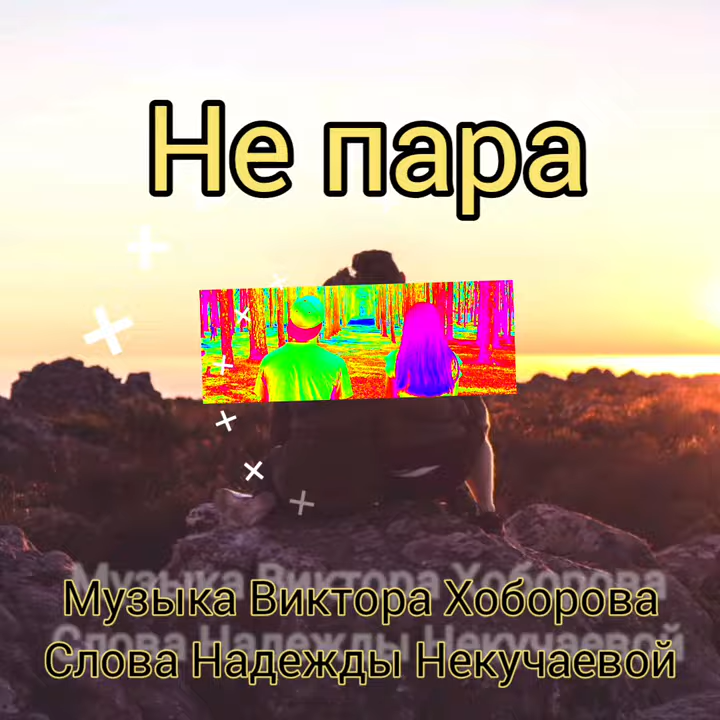 Не пара
Музыка Виктора Хоборова
Слова Надежды Некучаевой